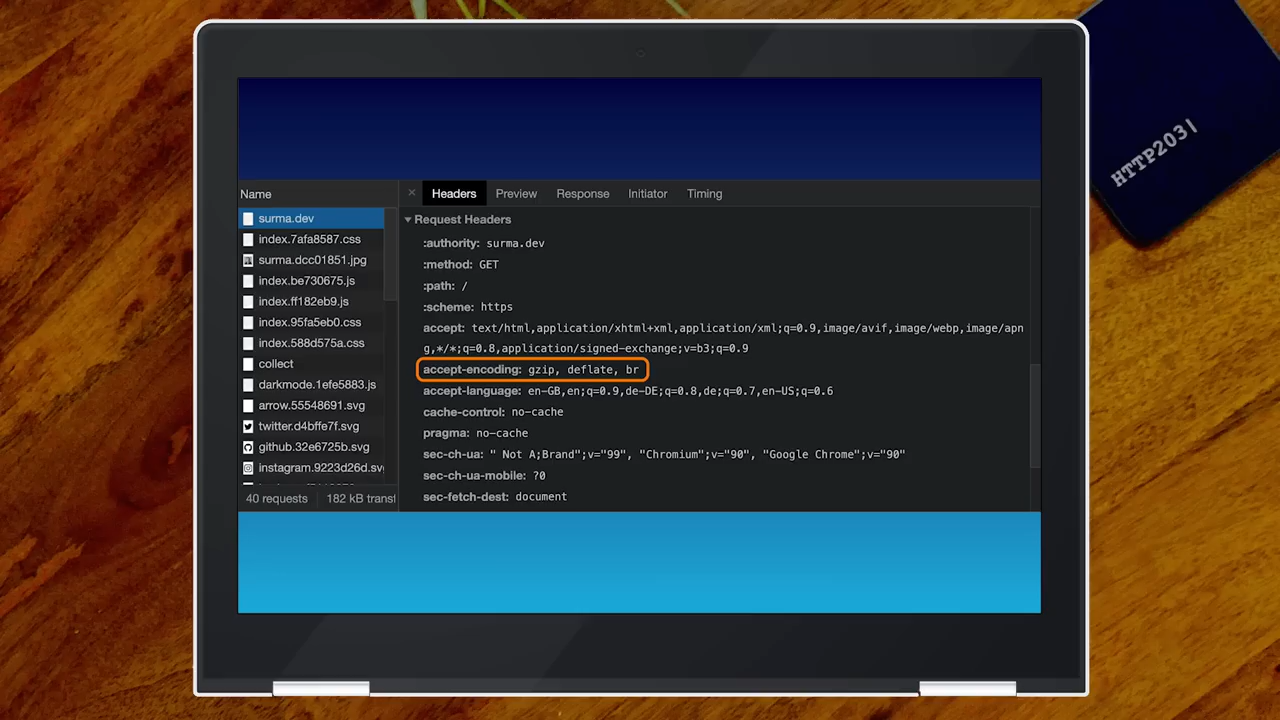 HTTP203|
Name
surma.dev
index.7afa8587.css
surma.dcc01851.jpg
index.be730675.js
index.ff182eb9.js
index.95fa5eb0.css
index.588d575a.css
collect
darkmode.1efe5883.js
arrow.55548691.svg
twitter.d4bffe7f.svg
github.32e6725b.svg
instagram.9223d26d.sv
40 requests 182 kB transf
× Headers Preview Response Initiator Timing
Request Headers
:authority: surma.dev
:method: GET
:path: /
:scheme: https
accept: text/html,application/xhtml+xml,application/xml;q=0.9,image/avif,image/webp,image/apn
g,*/*;q=0.8,application/signed-exchange;v=b3;q=0.9
accept-encoding: gzip, deflate, br
accept-language: en-GB,en;q=0.9,de-DE;q=0.8,de;q=0.7,en-US;q=0.6
cache-control: no-cache
pragma: no-cache
sec-ch-ua: " Not A;Brand";v="99", "Chromium";v="90", "Google Chrome";v="90"
sec-ch-ua-mobile: ?0
sec-fetch-dest: document